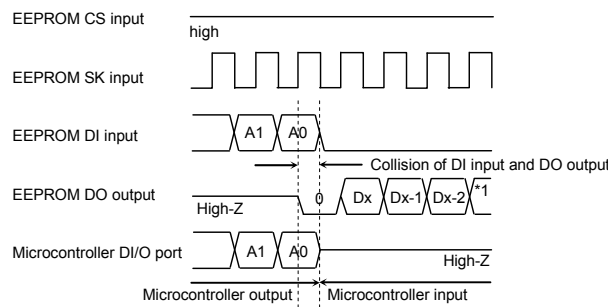 EEPROM CS input
high
EEPROM SK input
EEPROM DI input
A1 A0
Collision of DI input and DO output
EEPROM DO output
High-Z
0 Dx Dx-1 Dx-2 *1
Microcontroller DI/O port
A1 A0
High-Z
Microcontroller output Microcontroller input